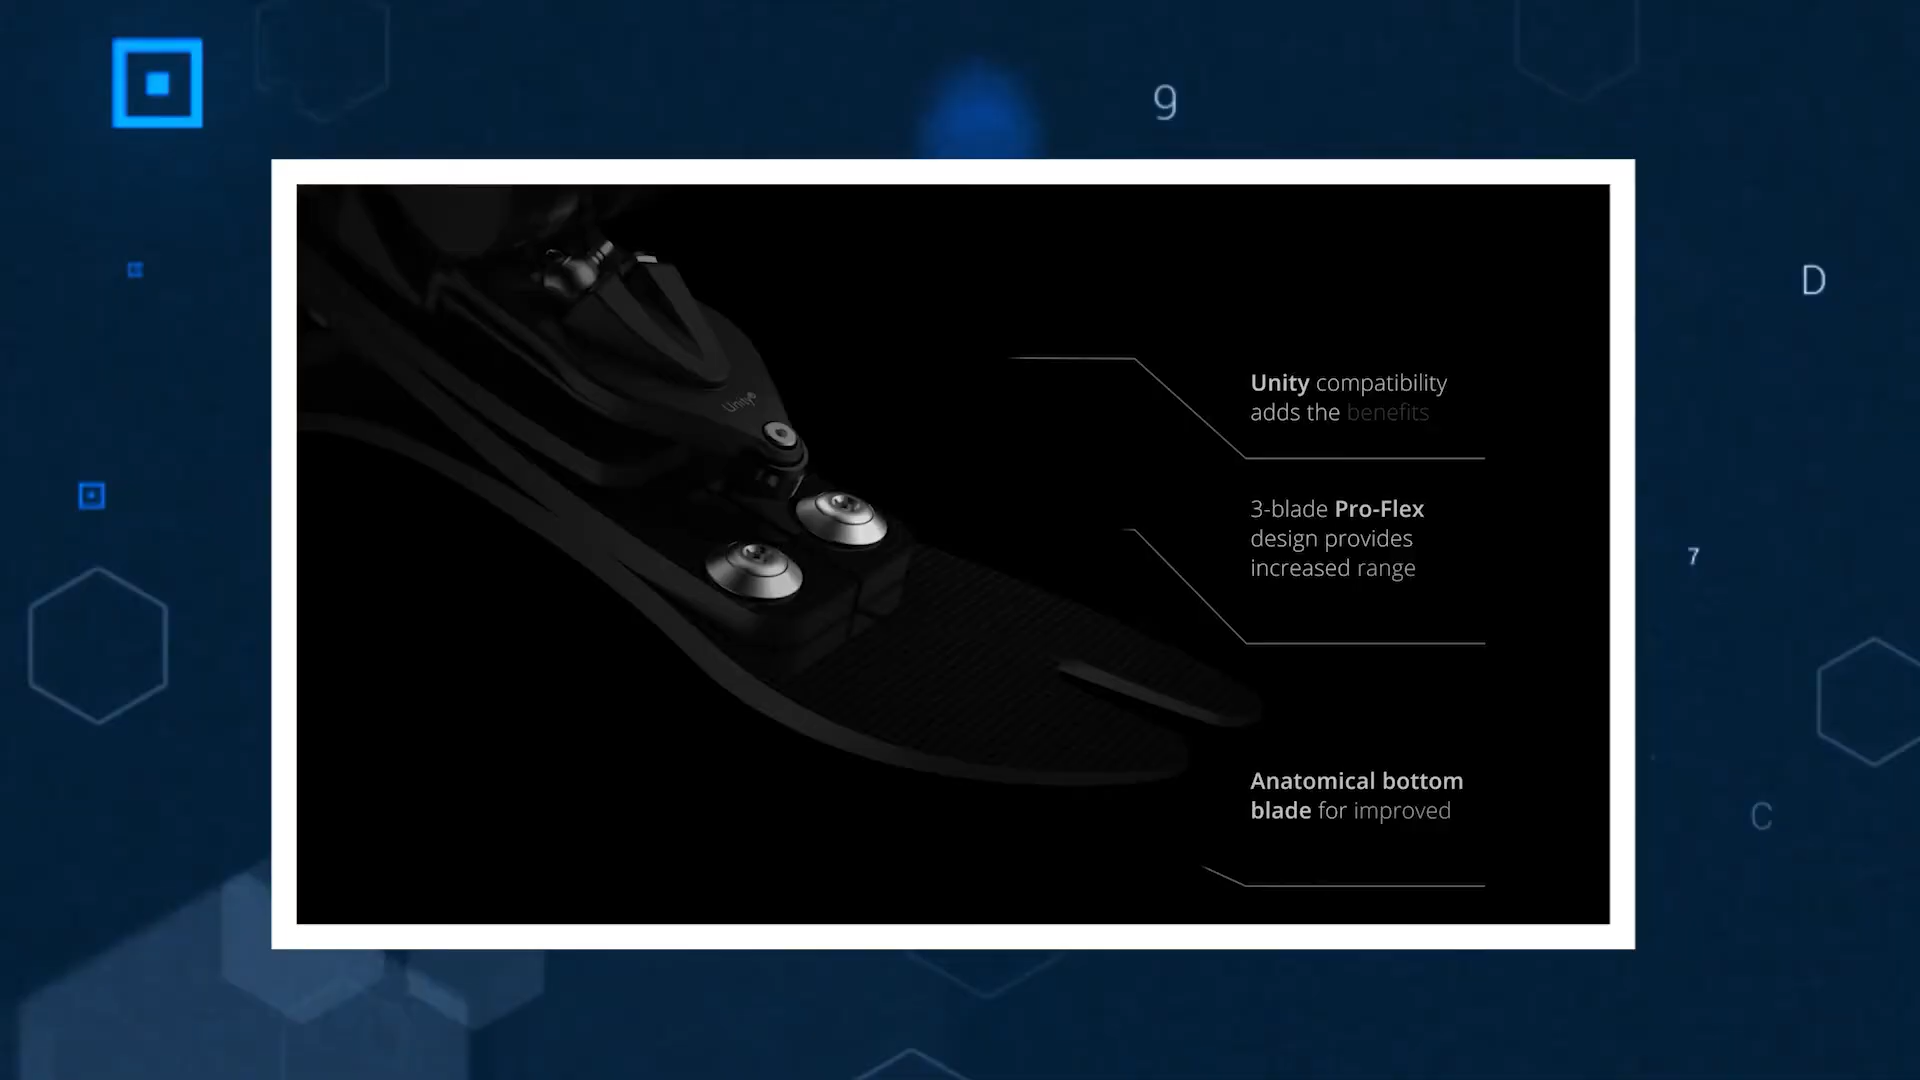 9
D
Unity compatibility
adds the benefits
Unity®
3-blade Pro-Flex
design provides
increased range
7
Anatomical bottom
blade for improved
C